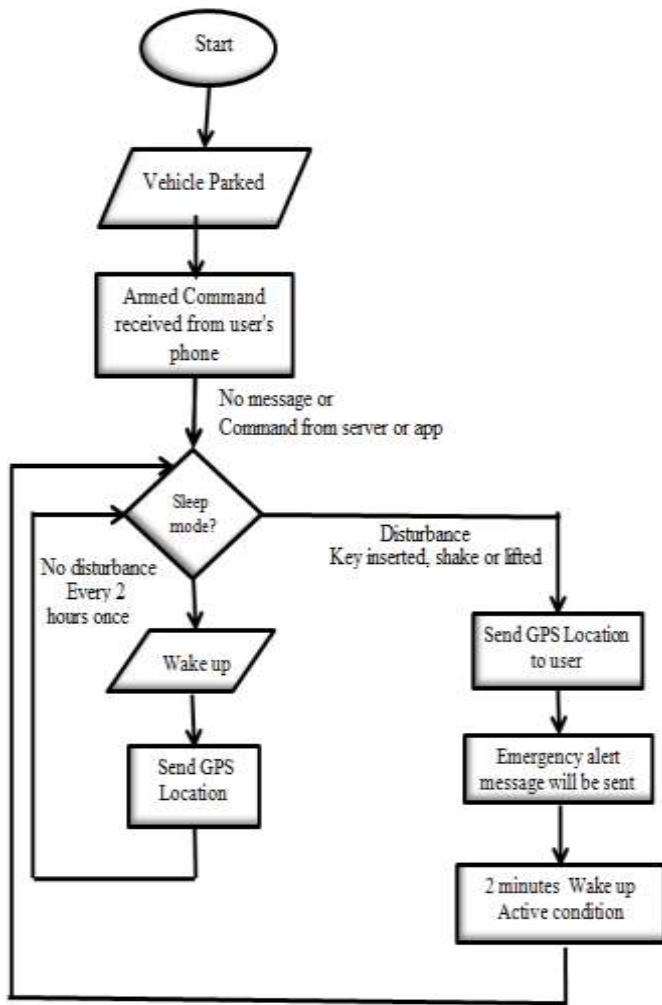 Start
Vehicle Parked
Armed Command
received from user's
phone
No message or
Command from server or app
Sleep
mode?
Disturbance
Key inserted, shake or lifted
No disturbance
Every 2
hours once
Wake up
Send GPS
Location
Send GPS Location
to user
Emergency alert
message will be sent
2 minutes Wake up
Active condition